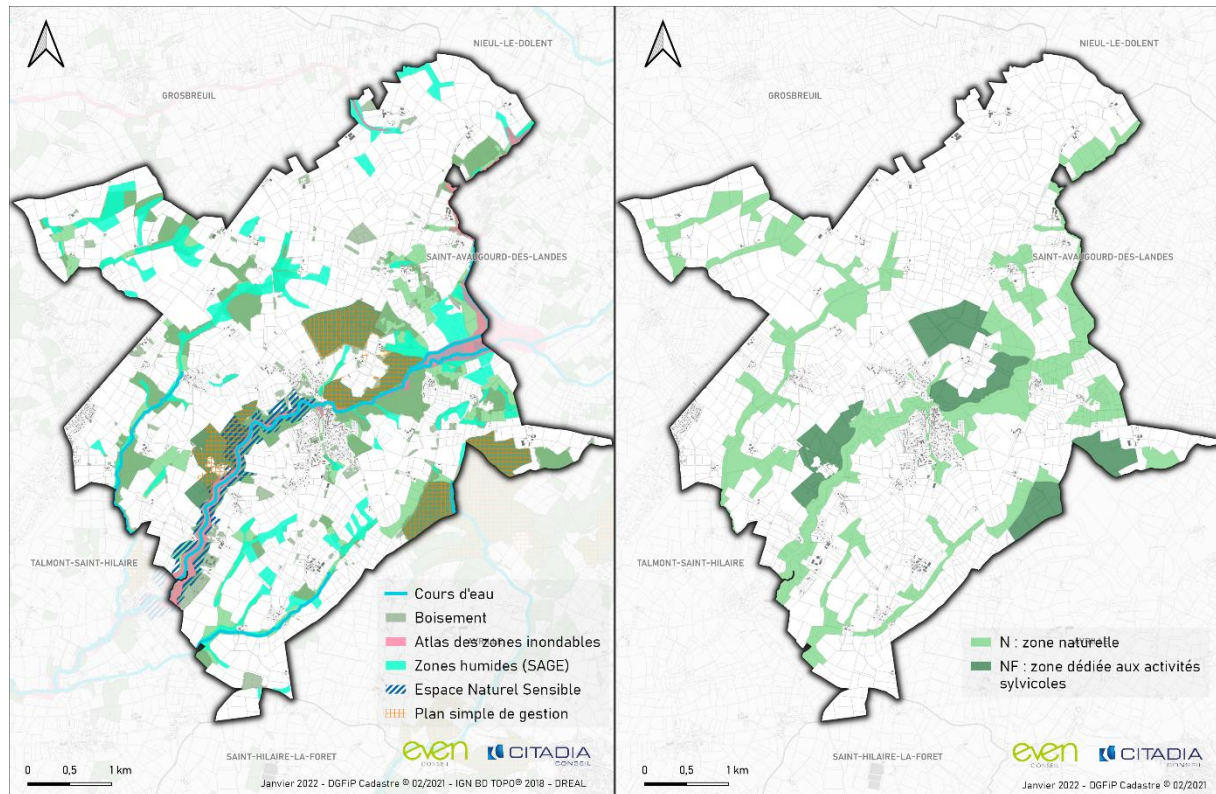 NIEUL-LE-DOLENT
GROSBREUIL
SAINT-AVAUGOURD-DES-LANDES
TALMONT-SAINT-HILAIRE
SAINT-HILAIRE-LA-FORET
Cours d'eau
Boisement
Atlas des zones inondables
Zones humides (SAGE)
Espace Naturel Sensible
Plan simple de gestion
even
CONSEIL
CITADIA
CONSEIL
0 0,5 1 km
Janvier 2022 - DGFiP Cadastre © 02/2021 - IGN BD TOPO® 2018 - DREAL
NIEUL-LE-DOLENT
GROSBREUIL
SAINT-AVAUGOURD-DES-LANDES
TALMONT-SAINT-HILAIRE
SAINT-HILAIRE-LA-FORET
N : zone naturelle
NF : zone dédiée aux activités
sylvicoles
even
CONSEIL
CITADIA
CONSEIL
0 0,5 1 km
Janvier 2022 - DGFiP Cadastre © 02/2021